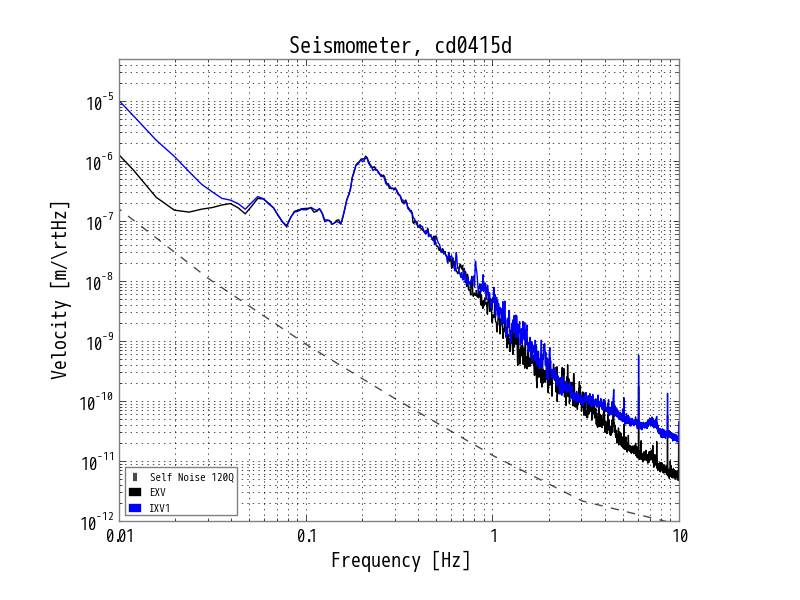 Seismometer, cd0415d
Velocity [m/\rtHz]
10^-5
10^-6
10^-7
10^-8
10^-9
10^-10
10^-11
10^-12
Self Noise 120Q
EXV
IXV1
0.01 0.1 1 10
Frequency [Hz]